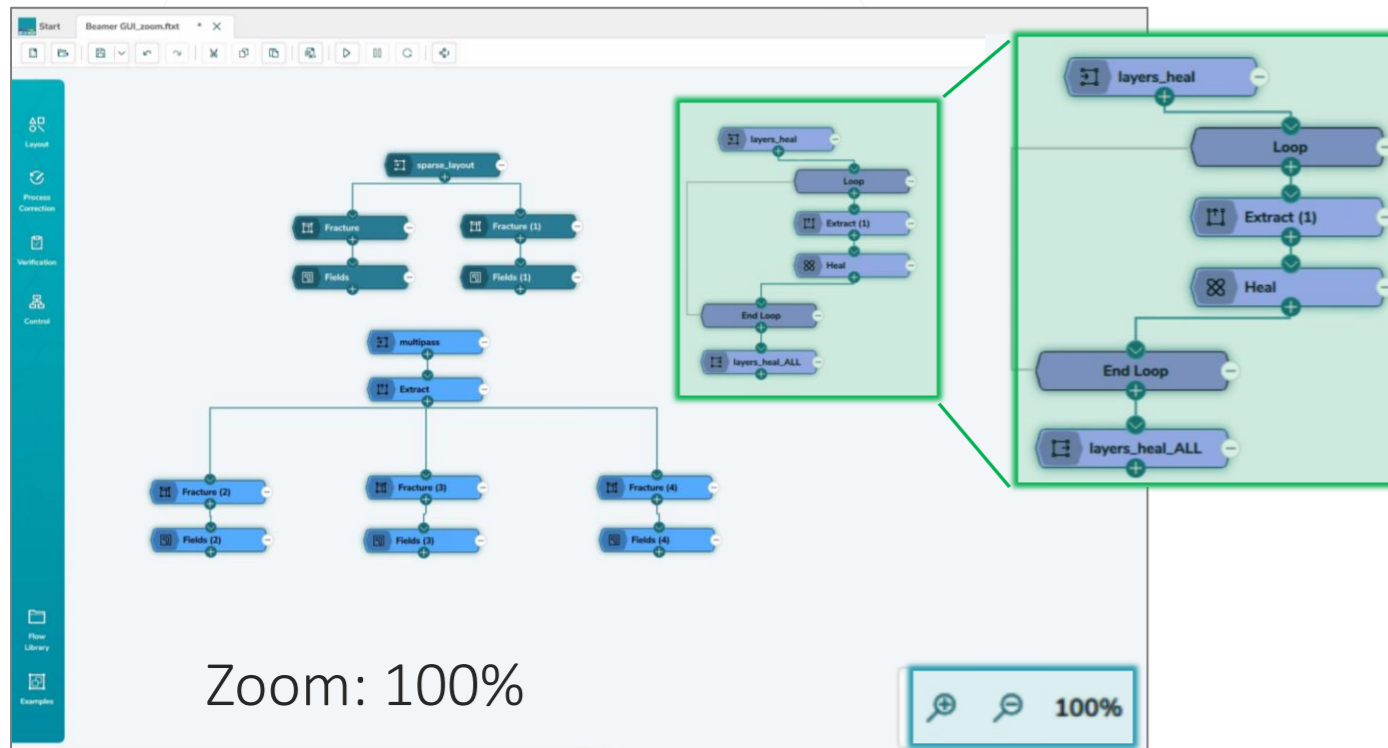 Start
Beamer GUI_zoom.ftxt * X
Layout
Process
Correction
Verification
Control
Flow
Library
Examples
sparse_layout
Fracture
Fracture (1)
Fields
Fields (1)
multipass
Extract
Fracture (2)
Fracture (3)
Fracture (4)
Fields (2)
Fields (3)
Fields (4)
layers_heal
Loop
Extract (1)
Heal
End Loop
layers_heal_ALL
layers_heal
Loop
Extract (1)
Heal
End Loop
layers_heal_ALL
Zoom: 100%
100%